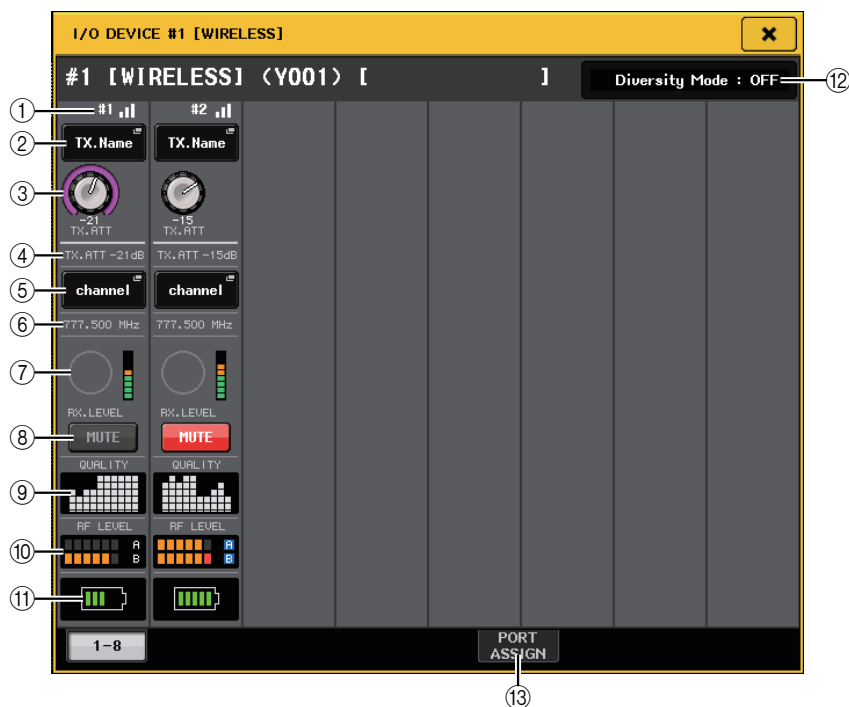 I/O DEVICE #1 [WIRELESS]
#1 [WIRELESS] (Y001) [ ] Diversity Mode : OFF ⑫
① #1 #2
② TX.Name TX.Name
③ -21 -15
TX.ATT TX.ATT
④ TX.ATT -21dB TX.ATT -15dB
⑤ channel channel
⑥ 777.500 MHz 777.500 MHz
⑦
RX.LEVEL RX.LEVEL
⑧ MUTE MUTE
QUALITY QUALITY
⑨
RF LEVEL RF LEVEL
⑩ A A
B B
⑪
1-8 PORT
ASSIGN
⑬